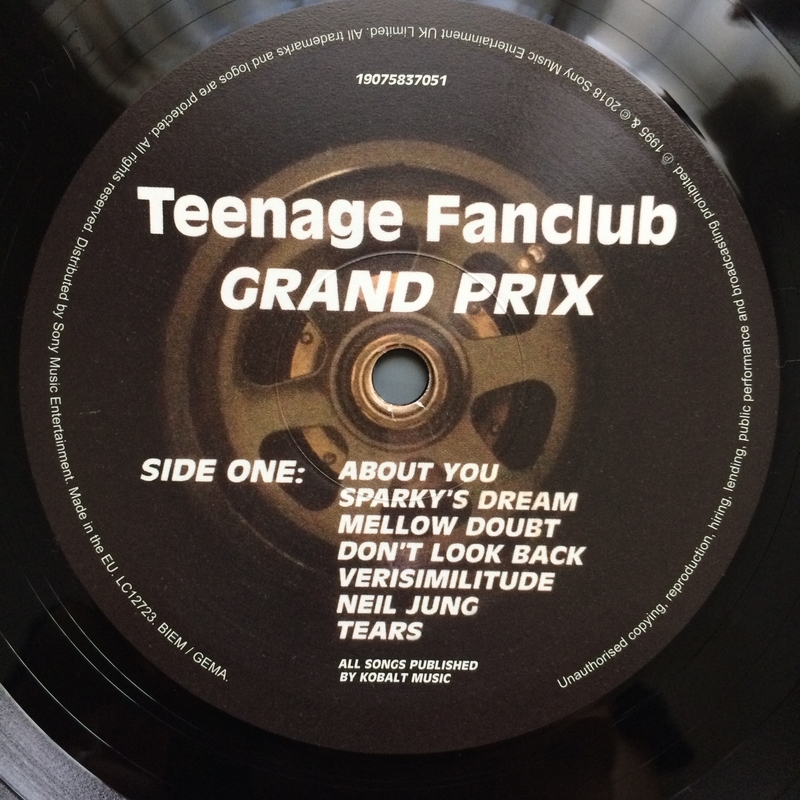 19075837051
Teenage Fanclub
GRAND PRIX
SIDE ONE:
ABOUT YOU
SPARKY'S DREAM
MELLOW DOUBT
DON'T LOOK BACK
VERISIMILITUDE
NEIL JUNG
TEARS
ALL SONGS PUBLISHED
BY KOBALT MUSIC
Unauthorised copying, reproduction, hiring, lending, public performance and broadcasting prohibited. ℗ 1995 & © 2018 Sony Music Entertainment UK Limited. All trademarks and logos are protected. All rights reserved. Distributed by Sony Music Entertainment. Made in the EU. LC12723. BIEM / GEMA.